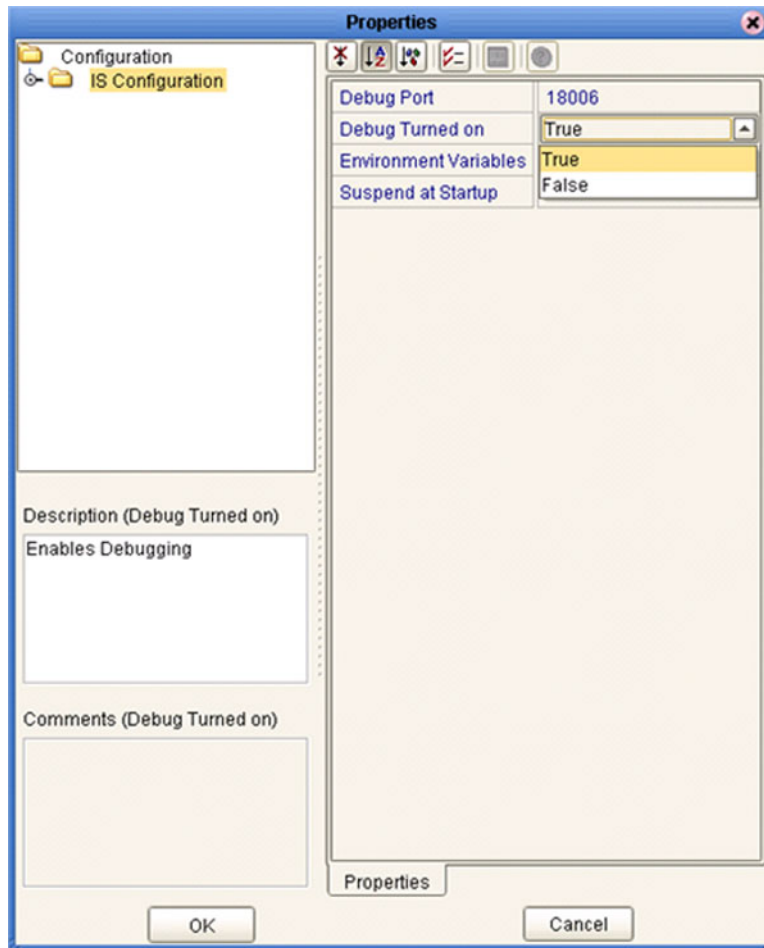 Properties
Configuration
IS Configuration
Debug Port 18006
Debug Turned on True
Environment Variables True
False
Suspend at Startup
Description (Debug Turned on)
Enables Debugging
Comments (Debug Turned on)
Properties
OK
Cancel